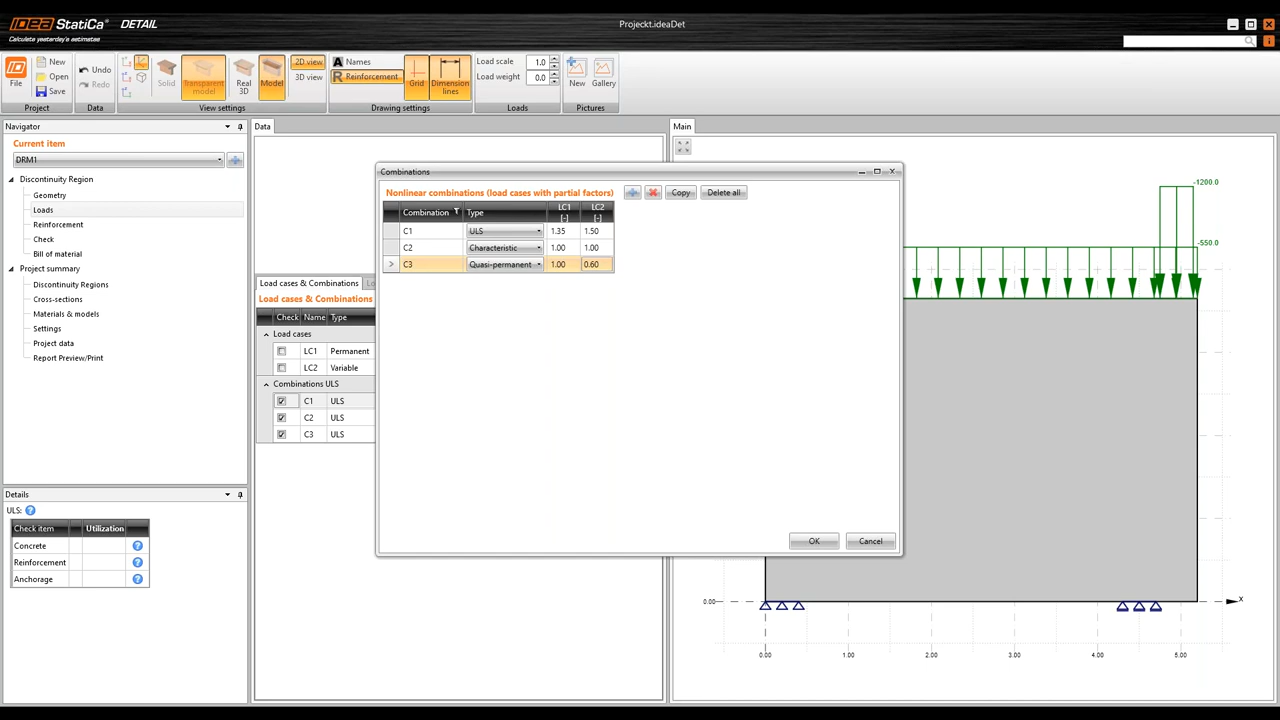 IDEA StatiCa® DETAIL
Calculate yesterday's estimates
Projeckt.ideaDet
File
New
Open
Save
Undo
Redo
Solid
Transparent model
Real 3D
Model
2D view
3D view
Names
Reinforcement
Grid
Dimension lines
Load scale 1.0
Load weight 0.0
New
Gallery
Project
Data
View settings
Drawing settings
Loads
Pictures
Navigator
Current item
DRM1
Discontinuity Region
Geometry
Loads
Reinforcement
Check
Bill of material
Project summary
Discontinuity Regions
Cross-sections
Materials & models
Settings
Project data
Report Preview/Print
Details
ULS:
Check item Utilization
Concrete
Reinforcement
Anchorage
Data
Load cases & Combinations Lo
Load cases & Combinations
Check Name Type
Load cases
LC1 Permanent
LC2 Variable
Combinations ULS
C1 ULS
C2 ULS
C3 ULS
Combinations
Nonlinear combinations (load cases with partial factors) Copy Delete all
Combination Type LC1 [-] LC2 [-]
C1 ULS 1.35 1.50
C2 Characteristic 1.00 1.00
C3 Quasi-permanent 1.00 0.60
OK Cancel
Main
-1200.0
-550.0
0.00
x
0.00 1.00 2.00 3.00 4.00 5.00